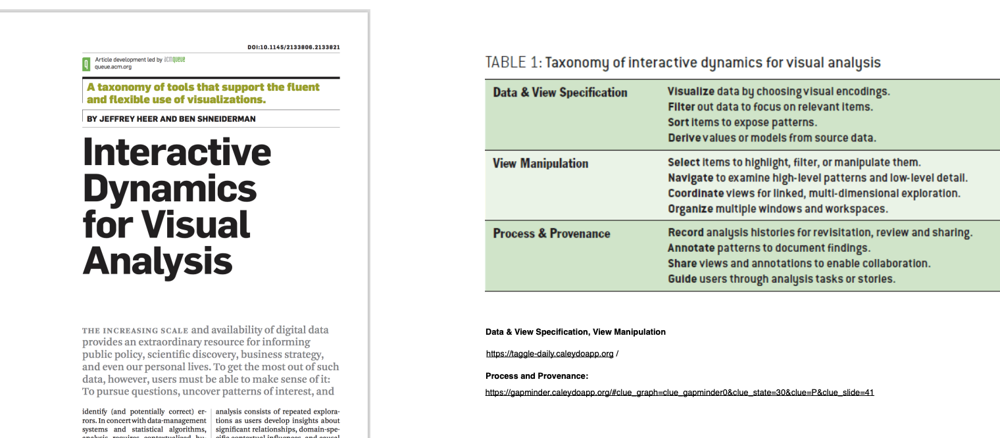 DOI:10.1145/2133806.2133821
Article development led by acmqueue
queue.acm.org
A taxonomy of tools that support the fluent
and flexible use of visualizations.
BY JEFFREY HEER AND BEN SHNEIDERMAN
Interactive
Dynamics
for Visual
Analysis
THE INCREASING SCALE and availability of digital data
provides an extraordinary resource for informing
public policy, scientific discovery, business strategy,
and even our personal lives. To get the most out of such
data, however, users must be able to make sense of it:
To pursue questions, uncover patterns of interest, and
identify (and potentially correct) er-
rors. In concert with data-management
systems and statistical algorithms,
analysis requires contextualized hu-
analysis consists of repeated explora-
tions as users develop insights about
significant relationships, domain-spe-
cific contextual influences, and causal
TABLE 1: Taxonomy of interactive dynamics for visual analysis
Data & View Specification
Visualize data by choosing visual encodings.
Filter out data to focus on relevant items.
Sort items to expose patterns.
Derive values or models from source data.
View Manipulation
Select items to highlight, filter, or manipulate them.
Navigate to examine high-level patterns and low-level detail.
Coordinate views for linked, multi-dimensional exploration.
Organize multiple windows and workspaces.
Process & Provenance
Record analysis histories for revisitation, review and sharing.
Annotate patterns to document findings.
Share views and annotations to enable collaboration.
Guide users through analysis tasks or stories.
Data & View Specification, View Manipulation
https://taggle-daily.caleydoapp.org /
Process and Provenance:
https://gapminder.caleydoapp.org/#clue_graph=clue_gapminder0&clue_state=30&clue=P&clue_slide=41